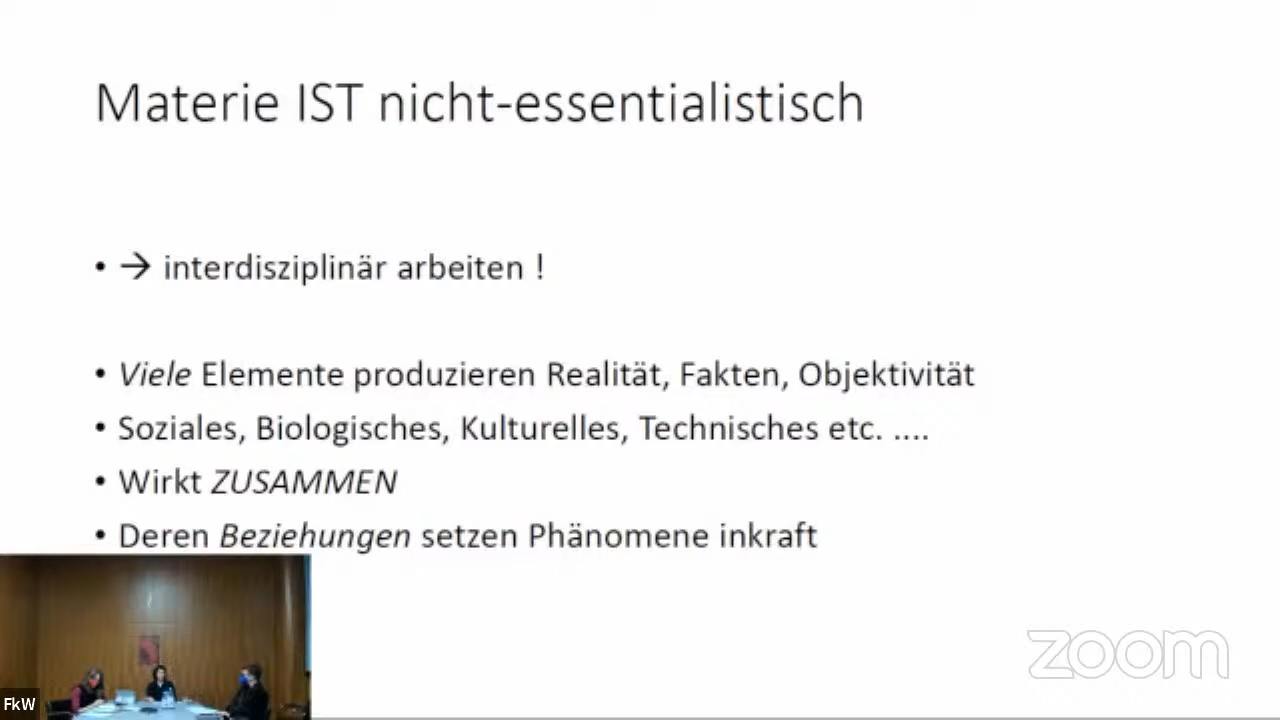 Materie IST nicht-essentialistisch
• → interdisziplinär arbeiten !
• Viele Elemente produzieren Realität, Fakten, Objektivität
• Soziales, Biologisches, Kulturelles, Technisches etc. ....
• Wirkt ZUSAMMEN
• Deren Beziehungen setzen Phänomene inkraft
zoom
FkW